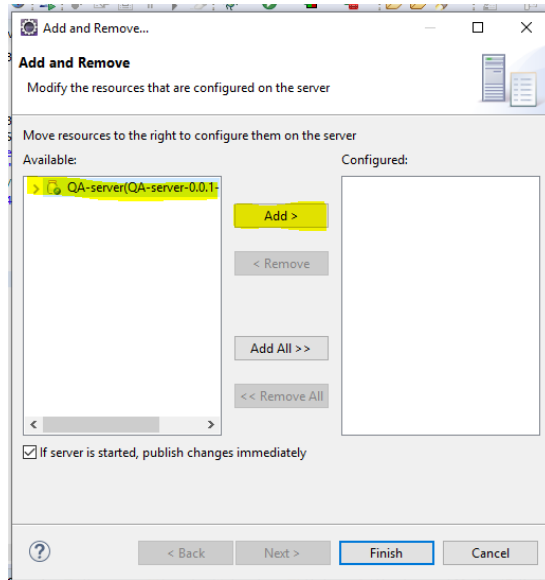 Add and Remove...
Add and Remove
Modify the resources that are configured on the server
Move resources to the right to configure them on the server
Available:
Configured:
QA-server(QA-server-0.0.1-
Add >
< Remove
Add All >>
<< Remove All
If server is started, publish changes immediately
?
< Back
Next >
Finish
Cancel